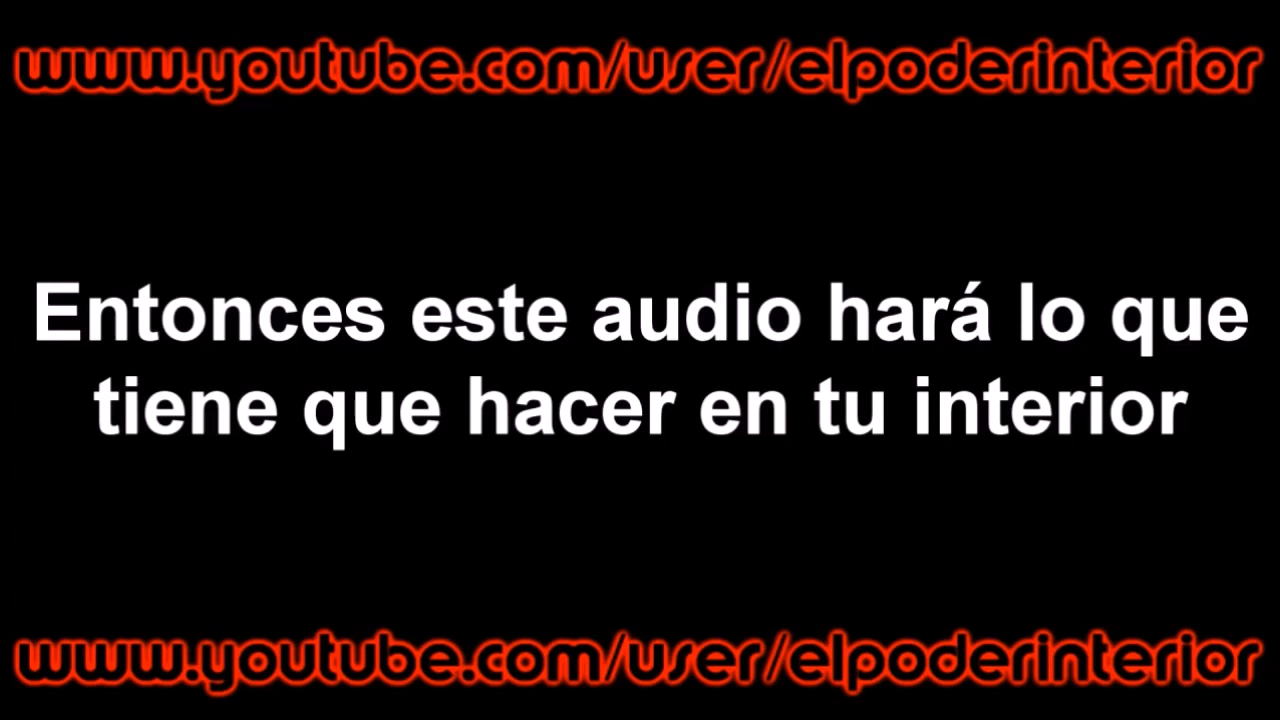 www.youtube.com/user/elpoderinterior
Entonces este audio hará lo que
tiene que hacer en tu interior
www.youtube.com/user/elpoderinterior